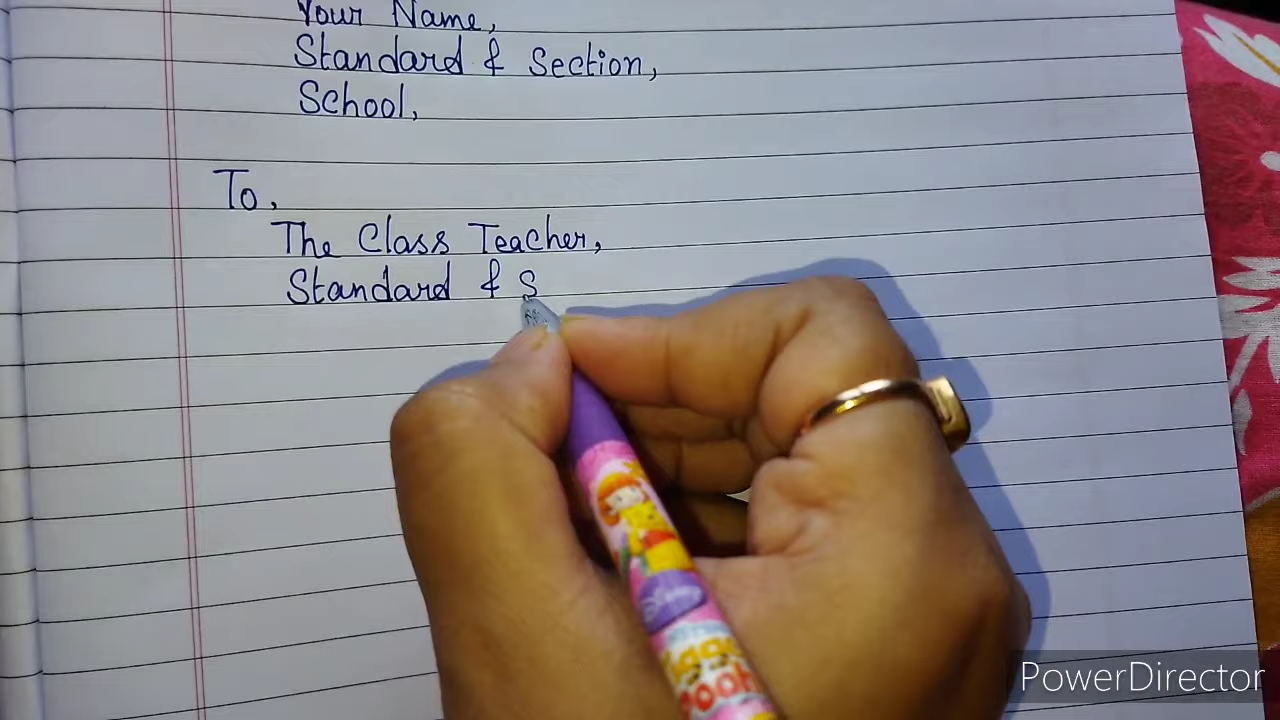 Your Name,
Standard & Section,
School,
To,
The Class Teacher,
Standard & S
PowerDirector